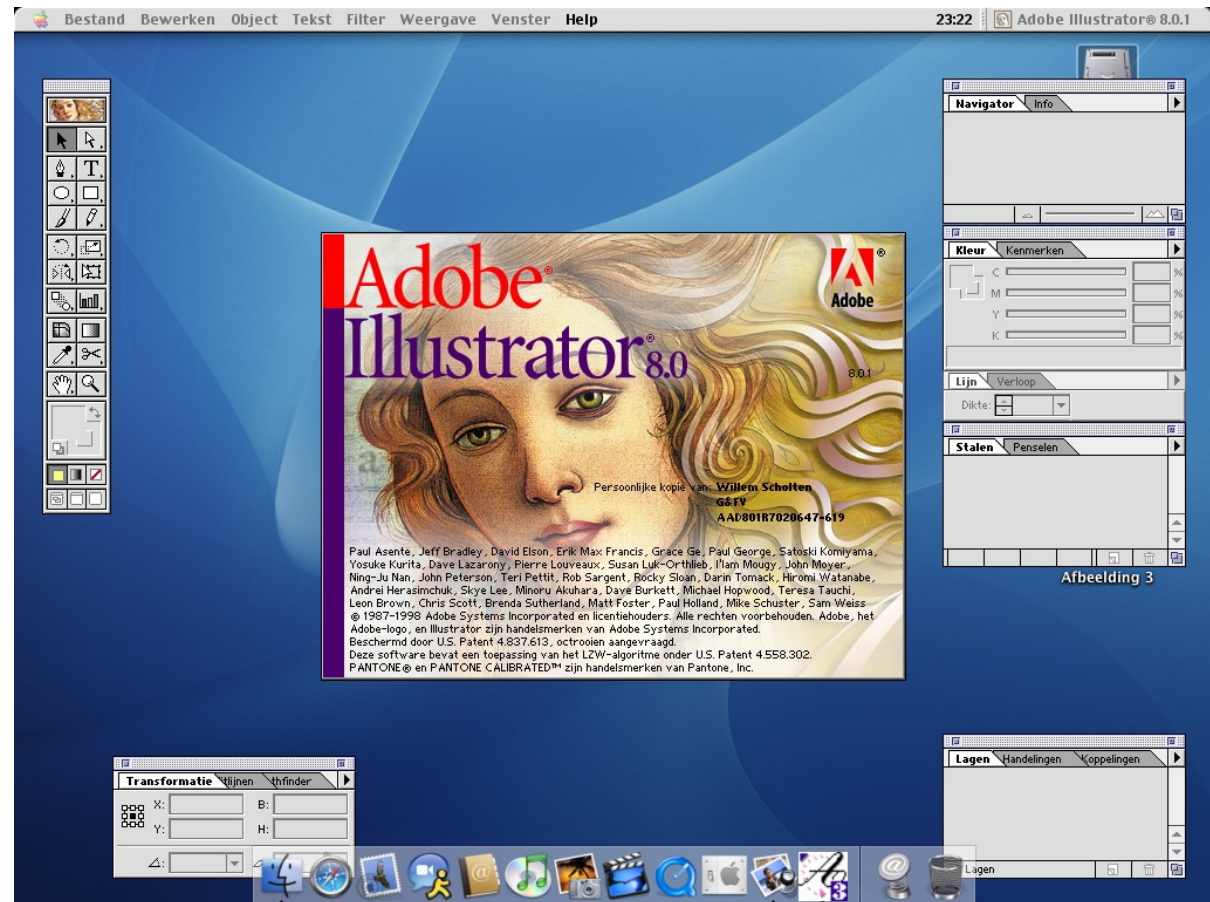 Bestand Bewerken Object Tekst Filter Weergave Venster Help 23:22 Adobe Illustrator® 8.0.1
Navigator Info
Kleur Kenmerken
C %
M %
Y %
K %
Lijn Verloop
Dikte:
Stalen Penselen
Afbeelding 3
Adobe®
Illustrator® 8.0
Adobe ®
8.0.1
Persoonlijke kopie van: Willem Scholten
G&FV
AAD801R7020647-619
Paul Asente, Jeff Bradley, David Elson, Erik Max Francis, Grace Ge, Paul George, Satoski Komiyama,
Yosuke Kurita, Dave Lazarony, Pierre Louveaux, Susan Luk-Orthlieb, I'lam Mougy, John Moyer,
Ning-Ju Nan, John Peterson, Teri Pettit, Rob Sargent, Rocky Sloan, Darin Tomack, Hiromi Watanabe,
Andrei Herasimchuk, Skye Lee, Minoru Akuhara, Dave Burkett, Michael Hopwood, Teresa Tauchi,
Leon Brown, Chris Scott, Brenda Sutherland, Matt Foster, Paul Holland, Mike Schuster, Sam Weiss
© 1987-1998 Adobe Systems Incorporated en licentiehouders. Alle rechten voorbehouden. Adobe, het
Adobe-logo, en Illustrator zijn handelsmerken van Adobe Systems Incorporated.
Beschermd door U.S. Patent 4.837.613, octrooien aangevraagd.
Deze software bevat een toepassing van het LZW-algoritme onder U.S. Patent 4.558.302.
PANTONE® en PANTONE CALIBRATED™ zijn handelsmerken van Pantone, Inc.
Transformatie tlijnen thfinder
X: B:
Y: H:
Lagen Handelingen Koppelingen
Lagen